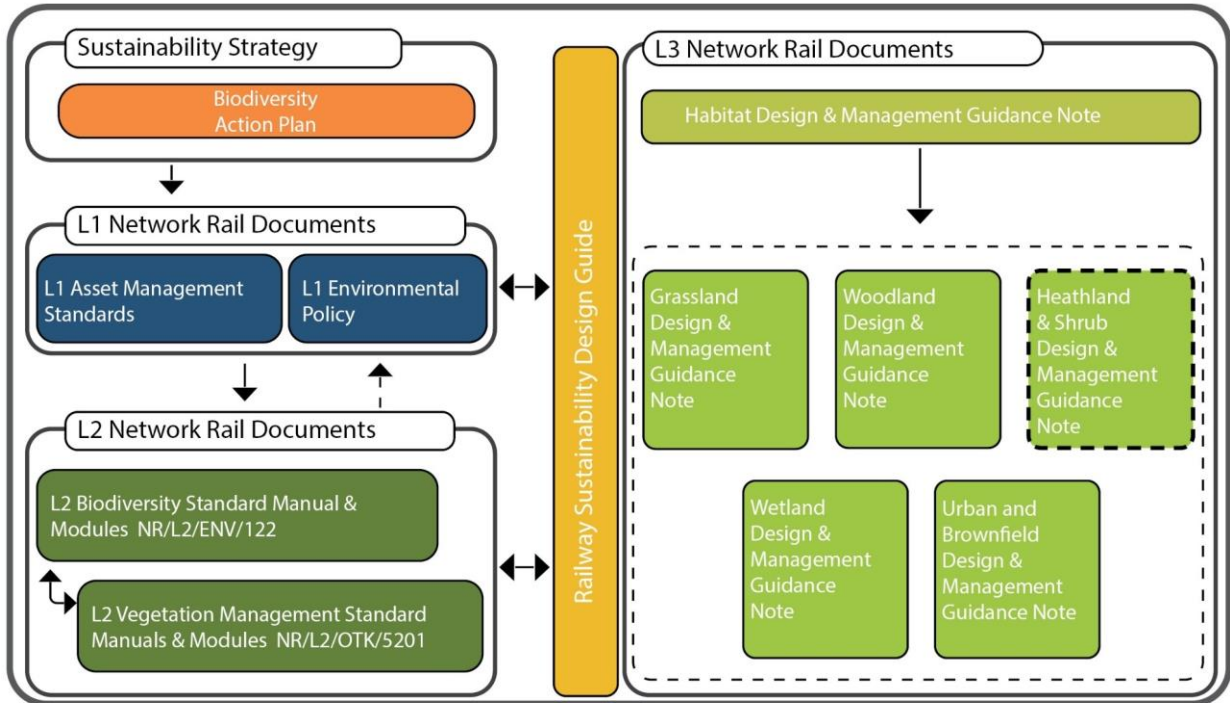 Sustainability Strategy
Biodiversity
Action Plan
L1 Network Rail Documents
L1 Asset Management
Standards
L1 Environmental
Policy
L2 Network Rail Documents
L2 Biodiversity Standard Manual &
Modules NR/L2/ENV/122
L2 Vegetation Management Standard
Manuals & Modules NR/L2/OTK/5201
Railway Sustainability Design Guide
L3 Network Rail Documents
Habitat Design & Management Guidance Note
Grassland
Design &
Management
Guidance
Note
Woodland
Design &
Management
Guidance
Note
Heathland
& Shrub
Design &
Management
Guidance
Note
Wetland
Design &
Management
Guidance
Note
Urban and
Brownfield
Design &
Management
Guidance Note